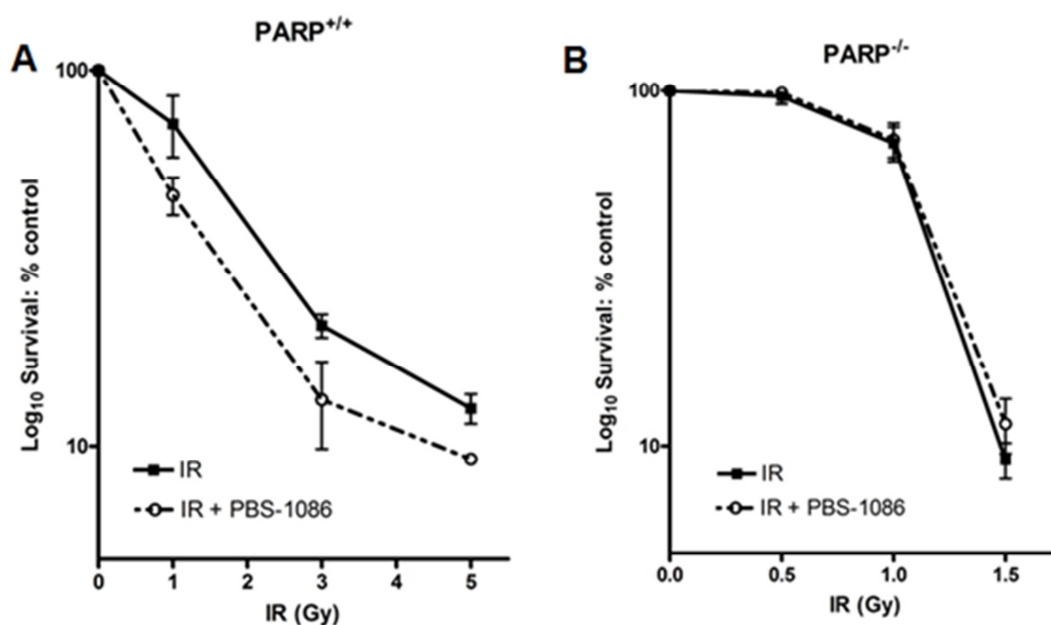 A
PARP+/+
100
10
Log10 Survival: % control
IR
IR + PBS-1086
0 1 2 3 4 5
IR (Gy)
B
PARP-/-
100
10
Log10 Survival: % control
IR
IR + PBS-1086
0.0 0.5 1.0 1.5
IR (Gy)